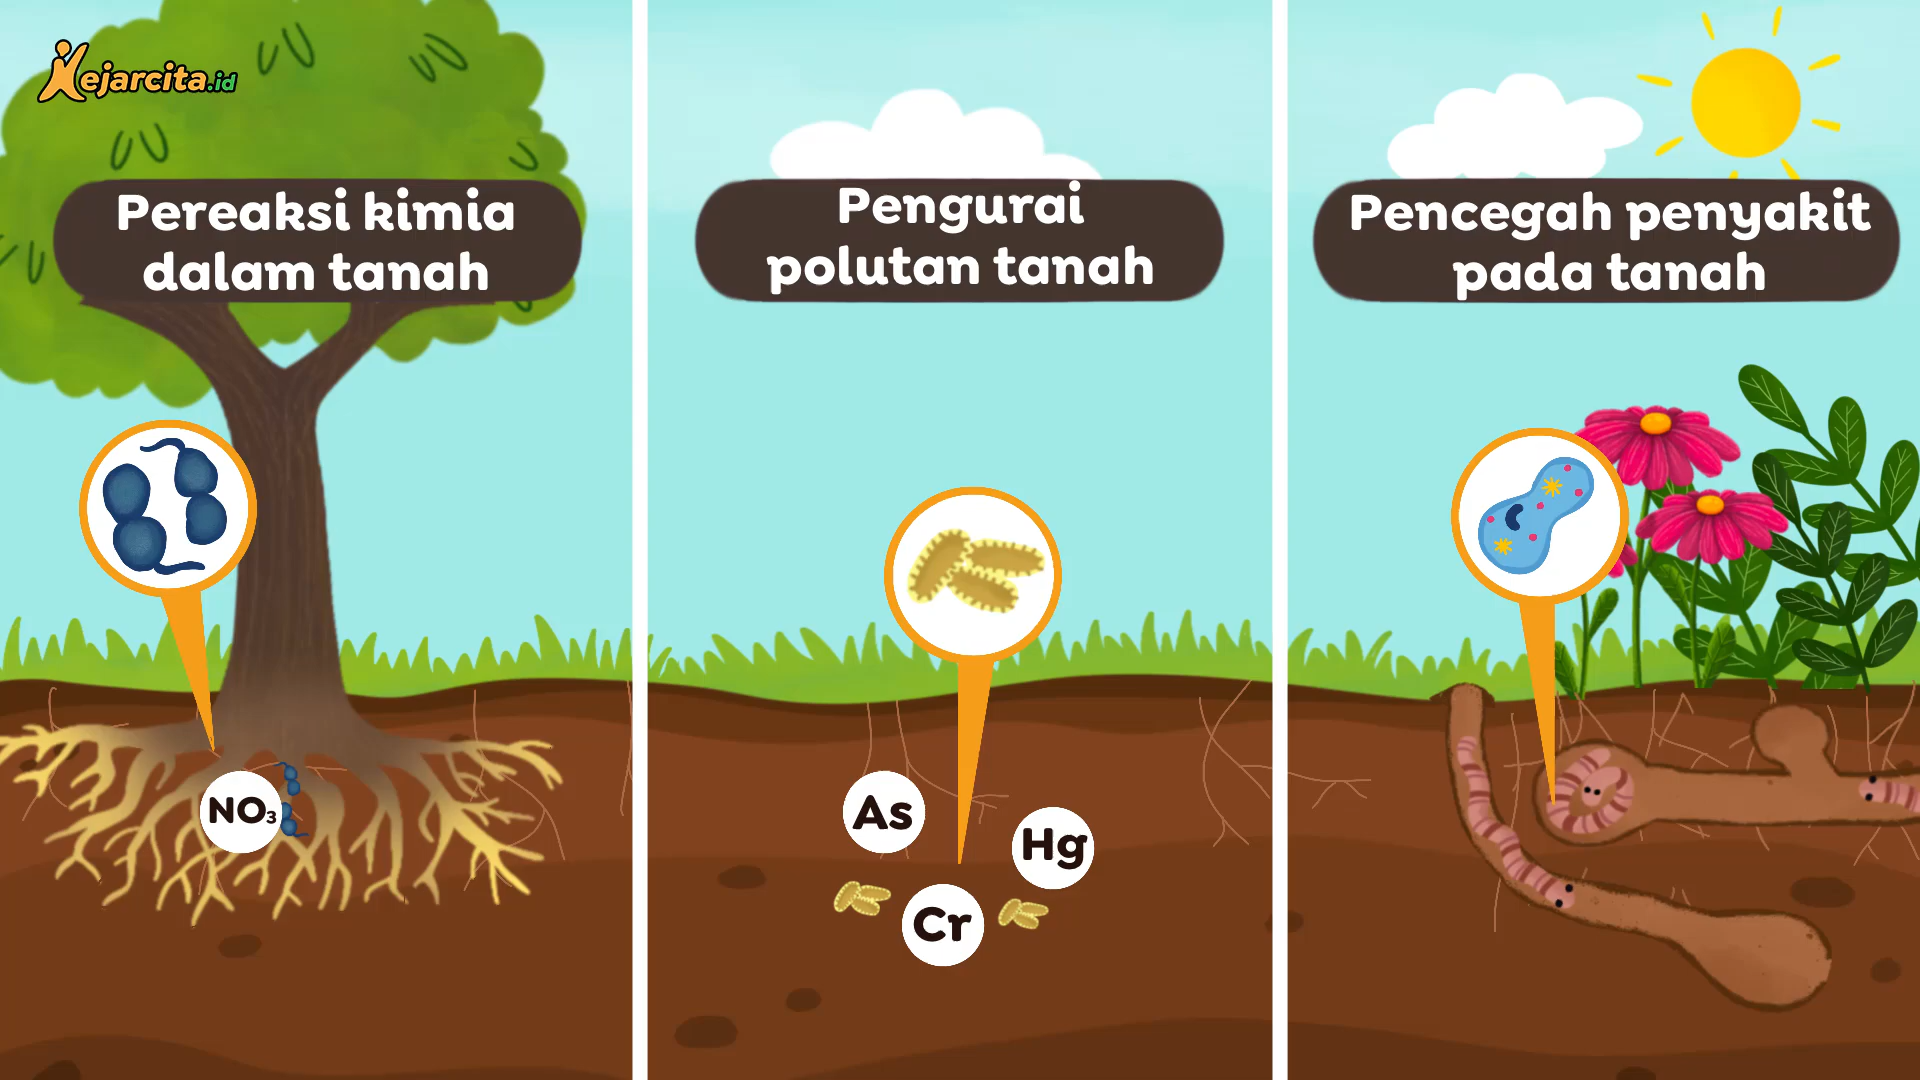 Kejarcita.id
Pereaksi kimia
dalam tanah
Pengurai
polutan tanah
Pencegah penyakit
pada tanah
NO₃
As
Hg
Cr